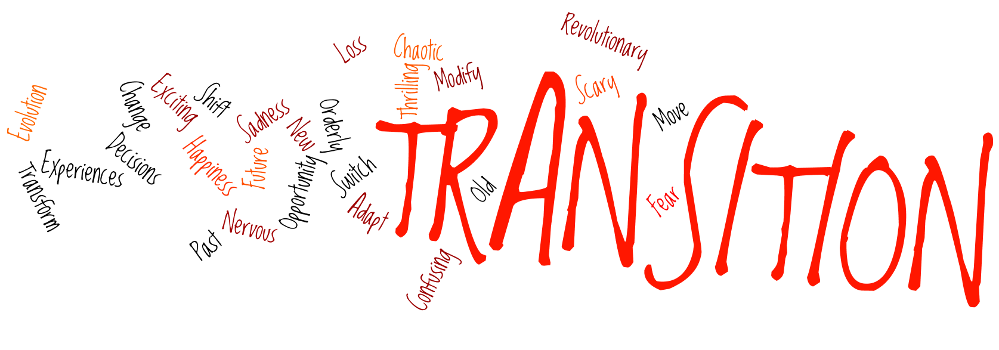 Evolution
Transform
Experiences
Decisions
Change
Exciting
Shift
Happiness
Sadness
Future
New
Nervous
Past
Opportunity
Orderly
Switch
Adapt
Loss
Chaotic
Thrilling
Modify
Confusing
TRANSITION
Old
Revolutionary
Scary
Move
Fear